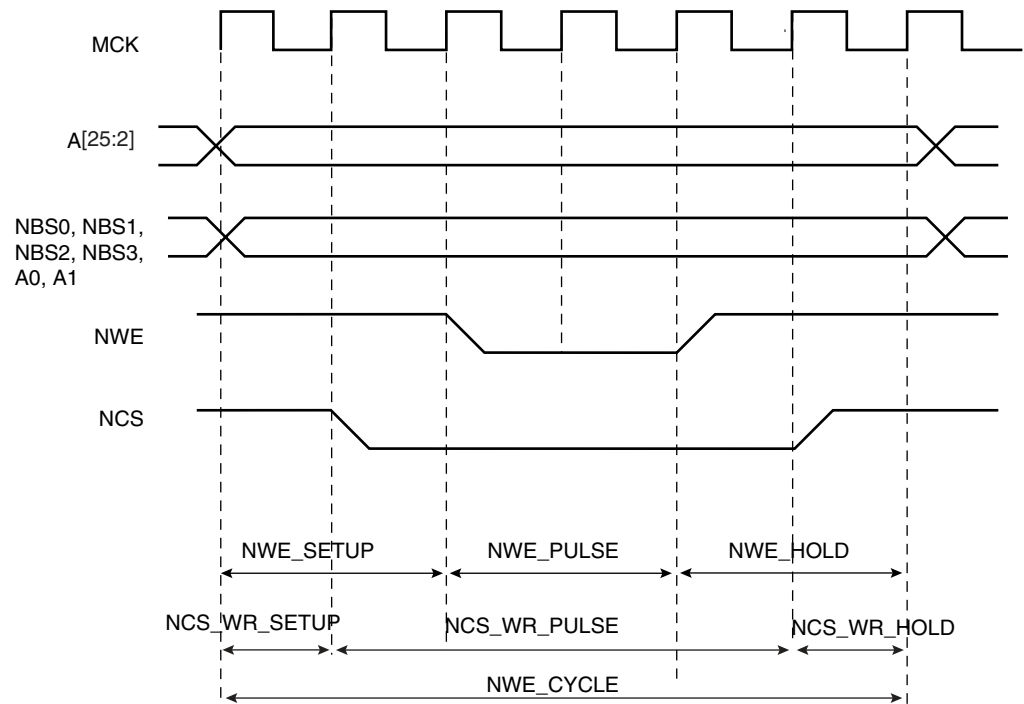 MCK
A[25:2]
NBS0, NBS1,
NBS2, NBS3,
A0, A1
NWE
NCS
NWE_SETUP
NWE_PULSE
NWE_HOLD
NCS_WR_SETUP
NCS_WR_PULSE
NCS_WR_HOLD
NWE_CYCLE